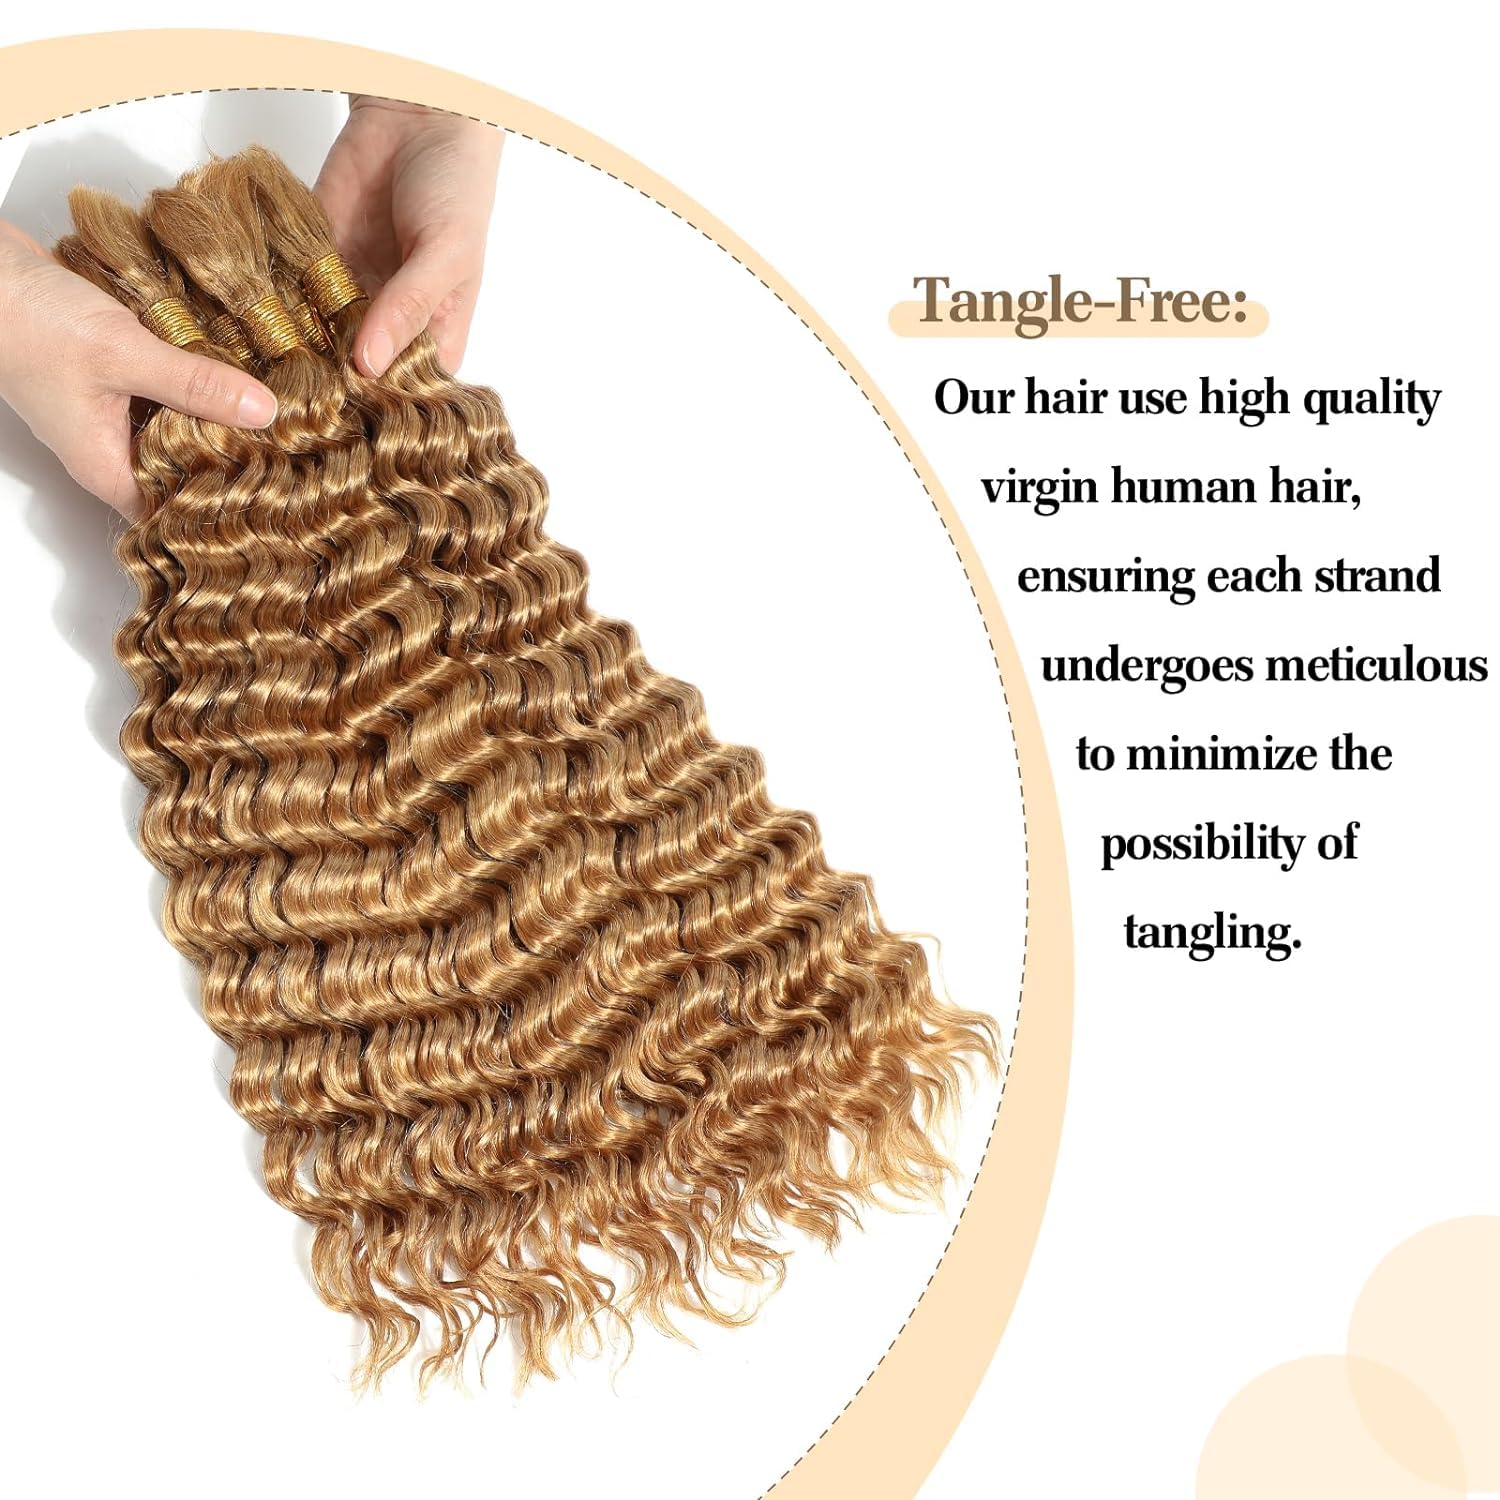 Tangle-Free:
Our hair use high quality
virgin human hair,
ensuring each strand
undergoes meticulous
to minimize the
possibility of
tangling.